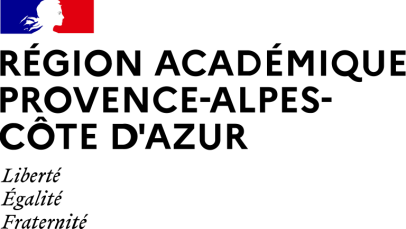 RÉGION ACADÉMIQUE
PROVENCE-ALPES-
CÔTE D'AZUR
Liberté
Égalité
Fraternité